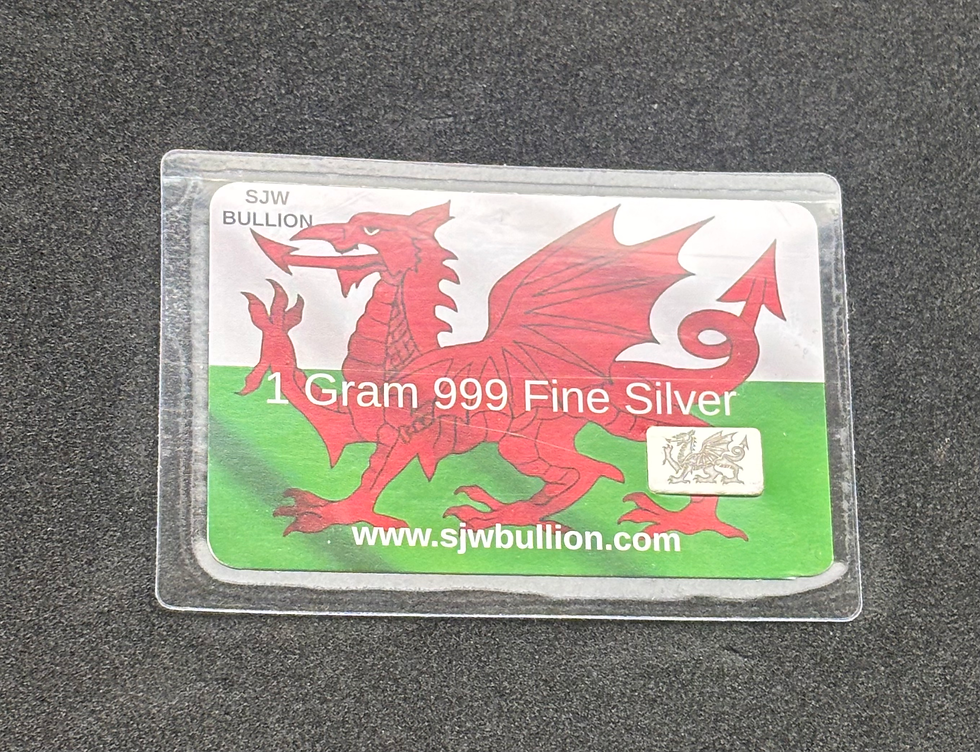 SJW
BULLION
1 Gram 999 Fine Silver
www.sjwbullion.com